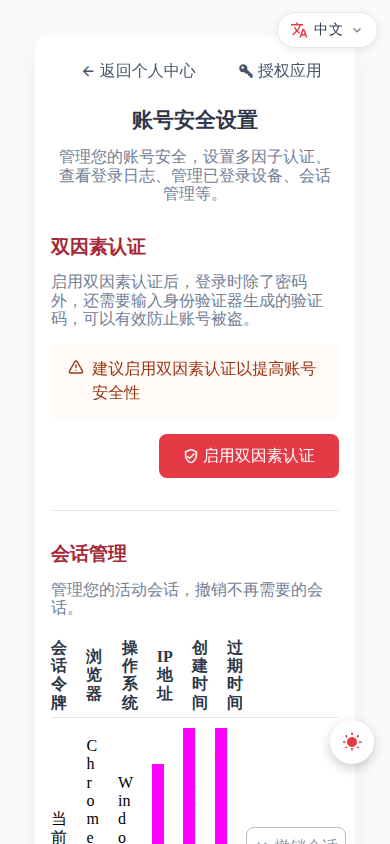 中文
返回个人中心
授权应用
账号安全设置
管理您的账号安全，设置多因子认证、
查看登录日志、管理已登录设备、会话
管理等。
双因素认证
启用双因素认证后，登录时除了密码
外，还需要输入身份验证器生成的验证
码，可以有效防止账号被盗。
建议启用双因素认证以提高账号
安全性
启用双因素认证
会话管理
管理您的活动会话，撤销不再需要的会
话。
会话令牌
浏览器
操作系统
IP地址
创建时间
过期时间
当前
Chrome
Windo
撤销会话